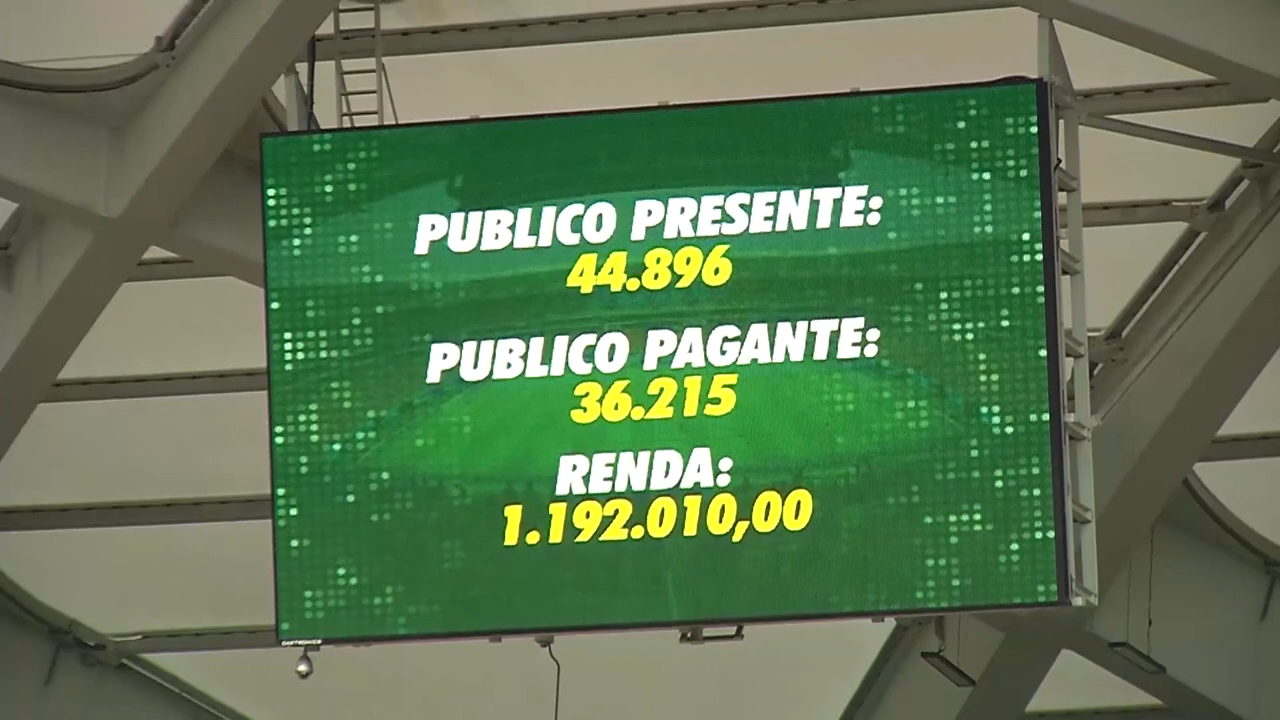 PUBLICO PRESENTE:
44.896
PUBLICO PAGANTE:
36.215
RENDA:
1.192.010,00